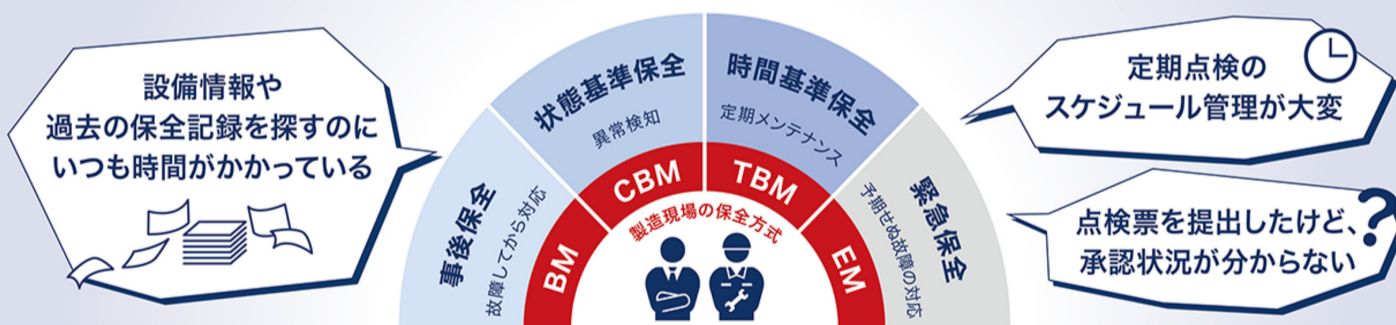 設備情報や
過去の保全記録を探すのに
いつも時間がかかっている
事後保全
故障してから対応
BM
状態基準保全
異常検知
CBM
時間基準保全
定期メンテナンス
TBM
緊急保全
予期せぬ故障の対応
EM
製造現場の保全方式
定期点検の
スケジュール管理が大変
点検票を提出したけど、
承認状況が分からない
?